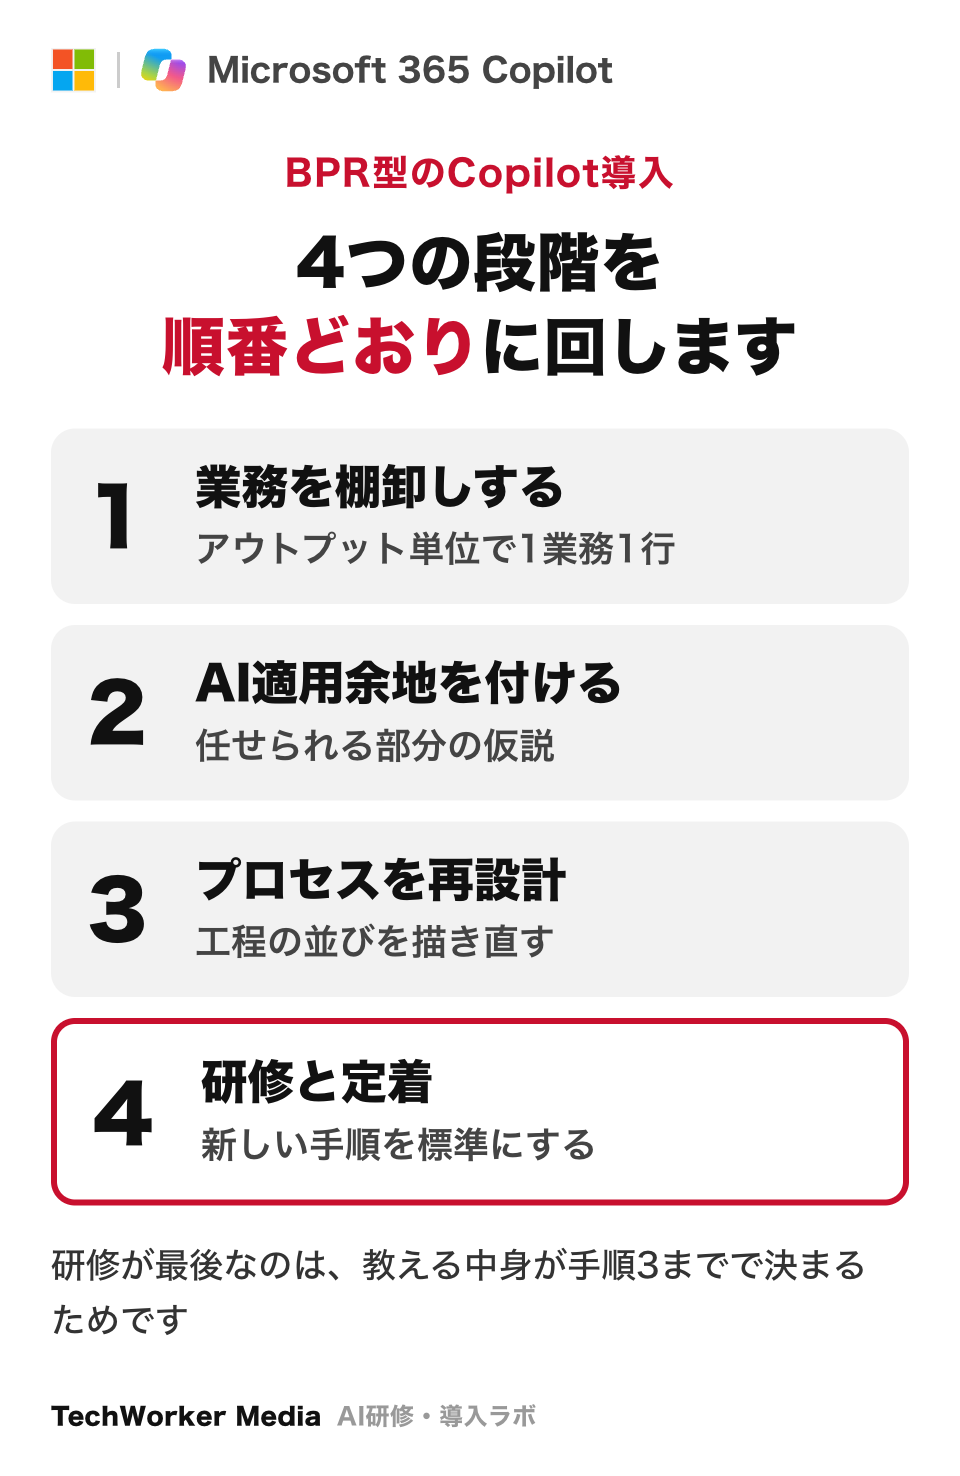 Microsoft 365 Copilot
BPR型のCopilot導入
4つの段階を
順番どおりに回します
1
業務を棚卸しする
アウトプット単位で1業務1行
2
AI適用余地を付ける
任せられる部分の仮説
3
プロセスを再設計
工程の並びを描き直す
4
研修と定着
新しい手順を標準にする
研修が最後なのは、教える中身が手順3までで決まる
ためです
TechWorker Media AI研修・導入ラボ